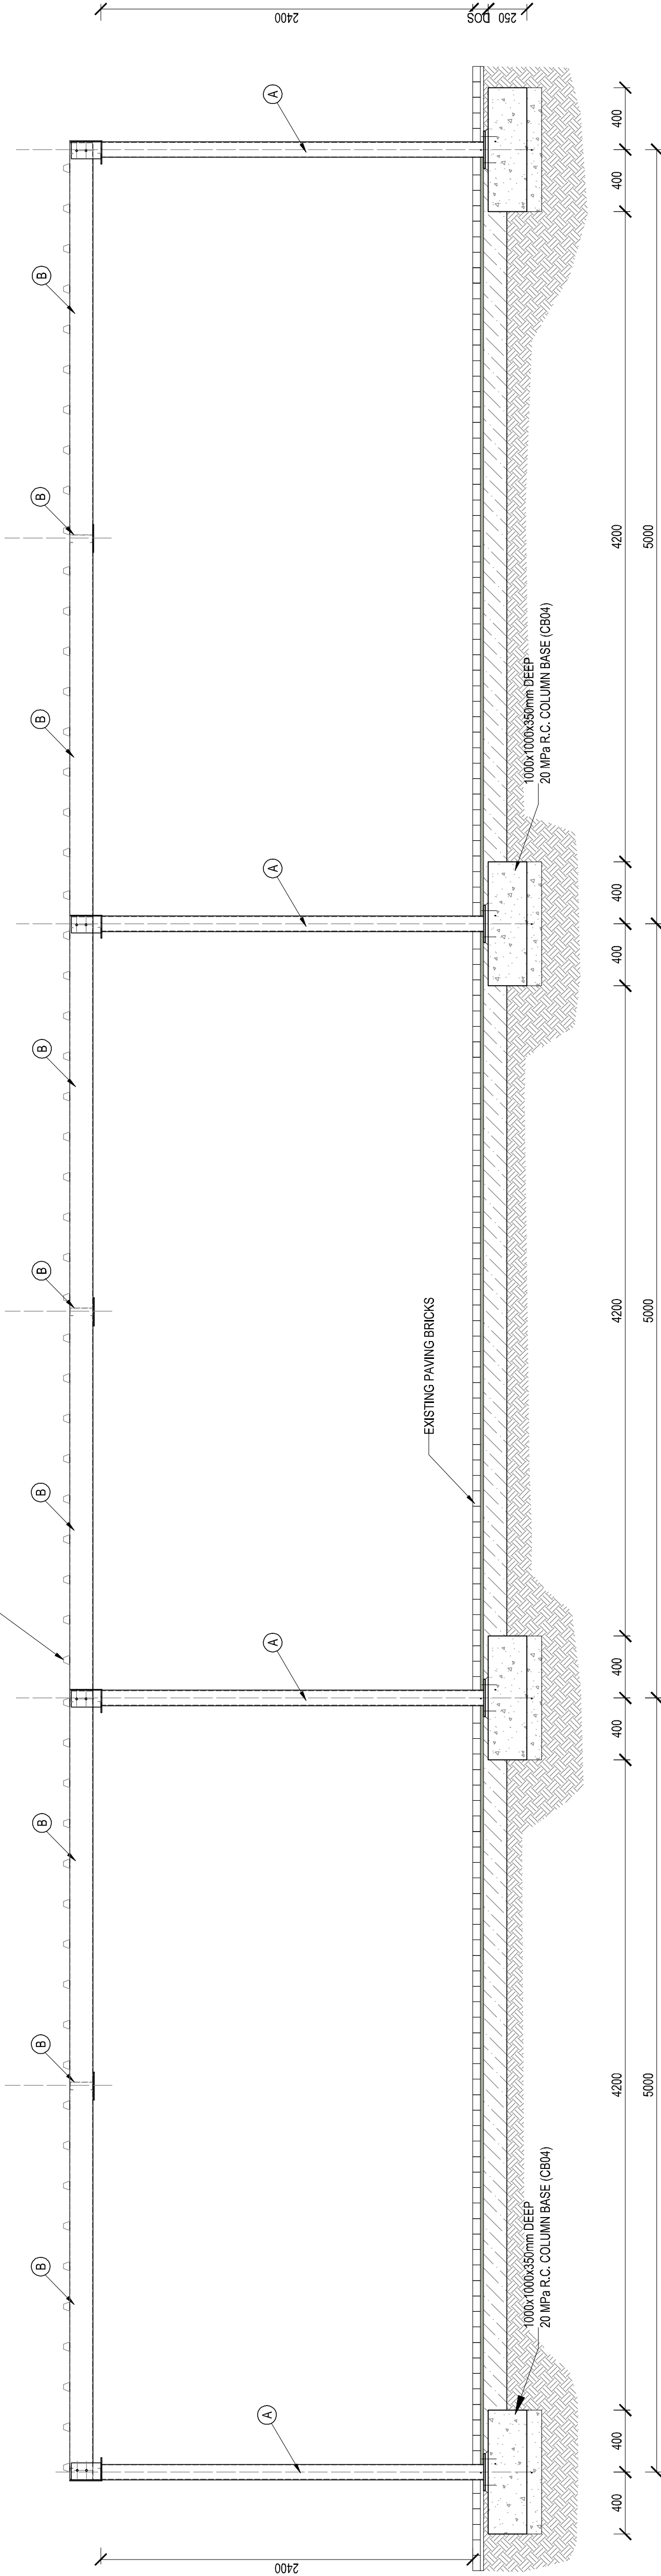 B
B
B
B
B
B
B
B
B
A
A
A
A
2400
2400
EXISTING PAVING BRICKS
DOS
250
1000x1000x350mm DEEP
20 MPa R.C. COLUMN BASE (CB04)
1000x1000x350mm DEEP
20 MPa R.C. COLUMN BASE (CB04)
400 400 4200 400 400 4200 400 400 4200 400 400
5000 5000 5000